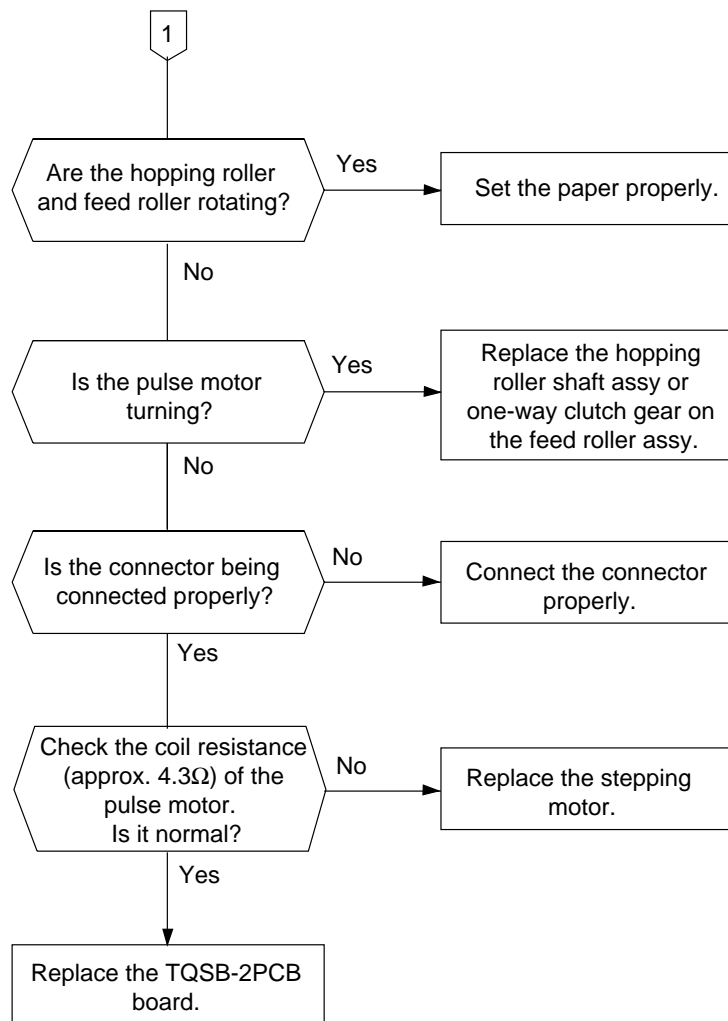 1
Are the hopping roller
and feed roller rotating?
Yes
Set the paper properly.
No
Is the pulse motor
turning?
Yes
Replace the hopping
roller shaft assy or
one-way clutch gear on
the feed roller assy.
No
Is the connector being
connected properly?
No
Connect the connector
properly.
Yes
Check the coil resistance
(approx. 4.3Ω) of the
pulse motor.
Is it normal?
No
Replace the stepping
motor.
Yes
Replace the TQSB-2PCB
board.